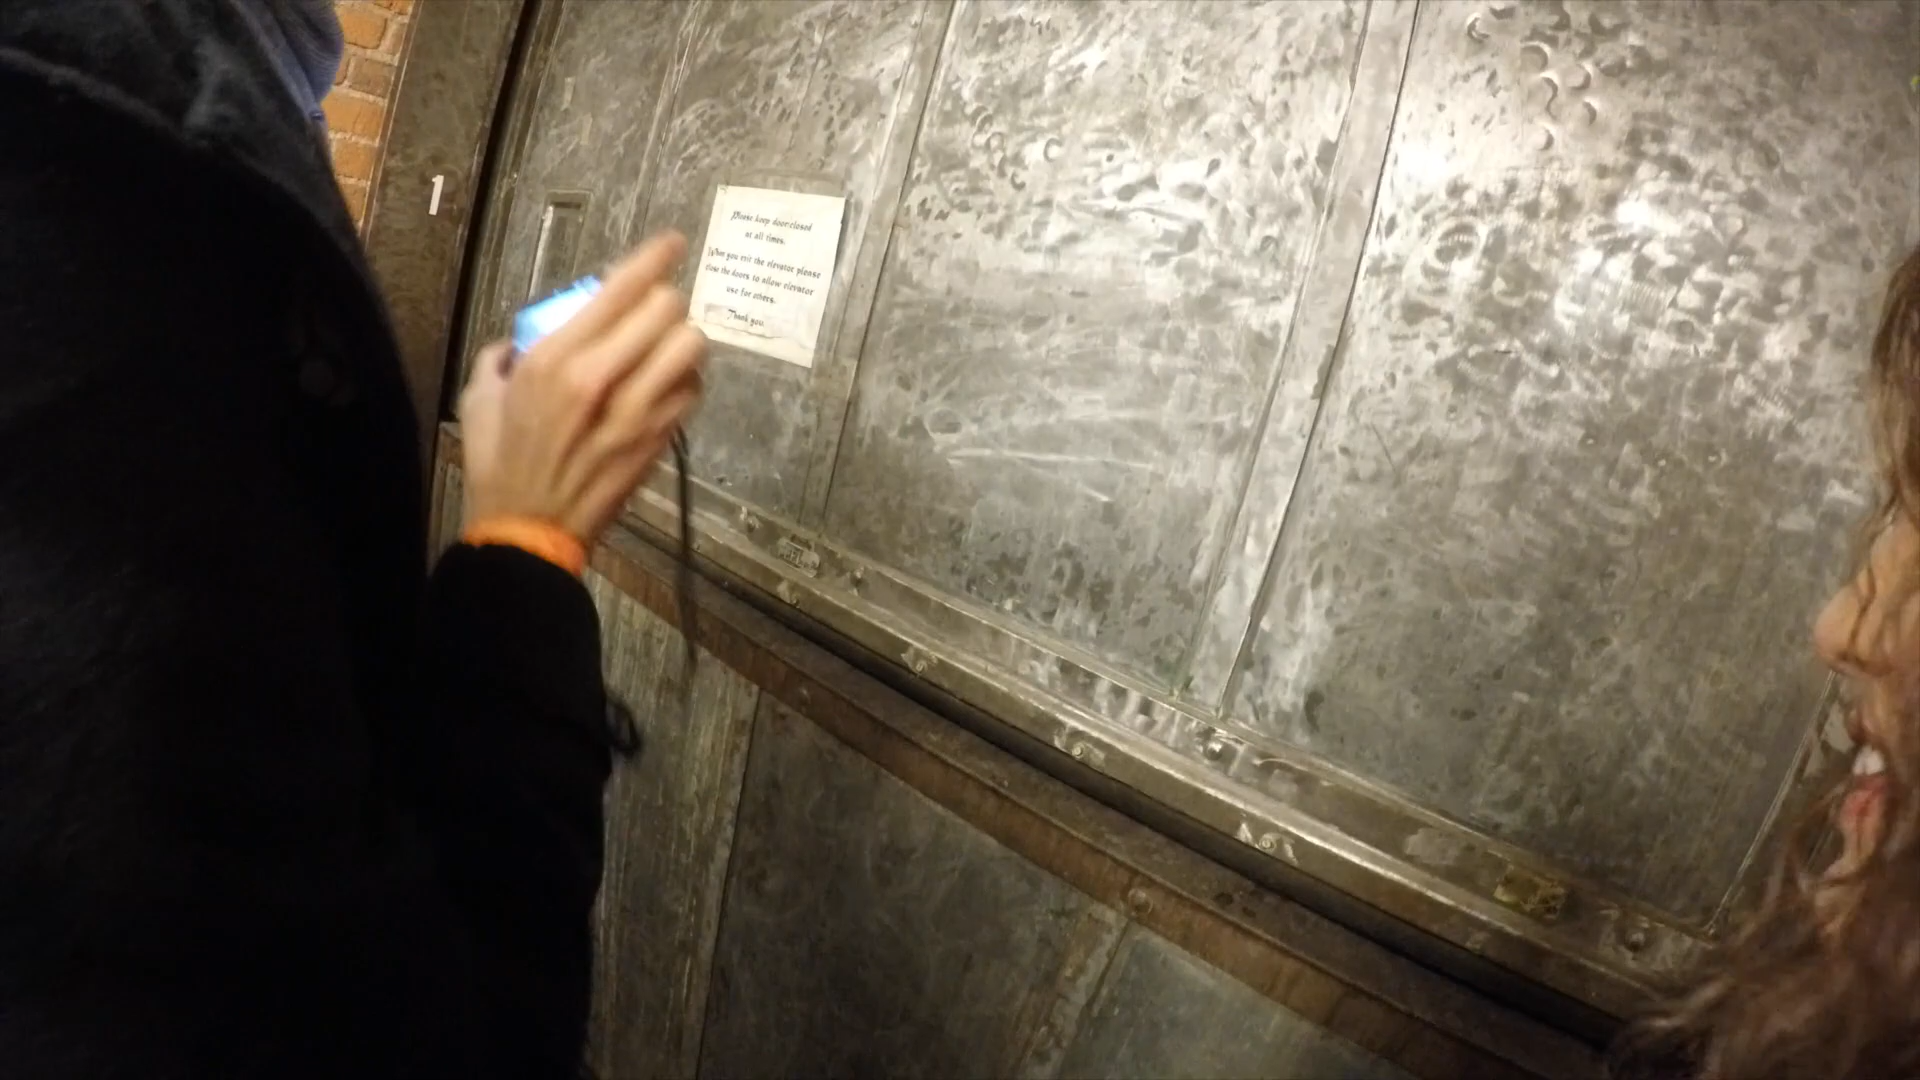 1
Please keep door closed
at all times.
When you exit the elevator please
close the doors to allow elevator
use for others.
Thank you.